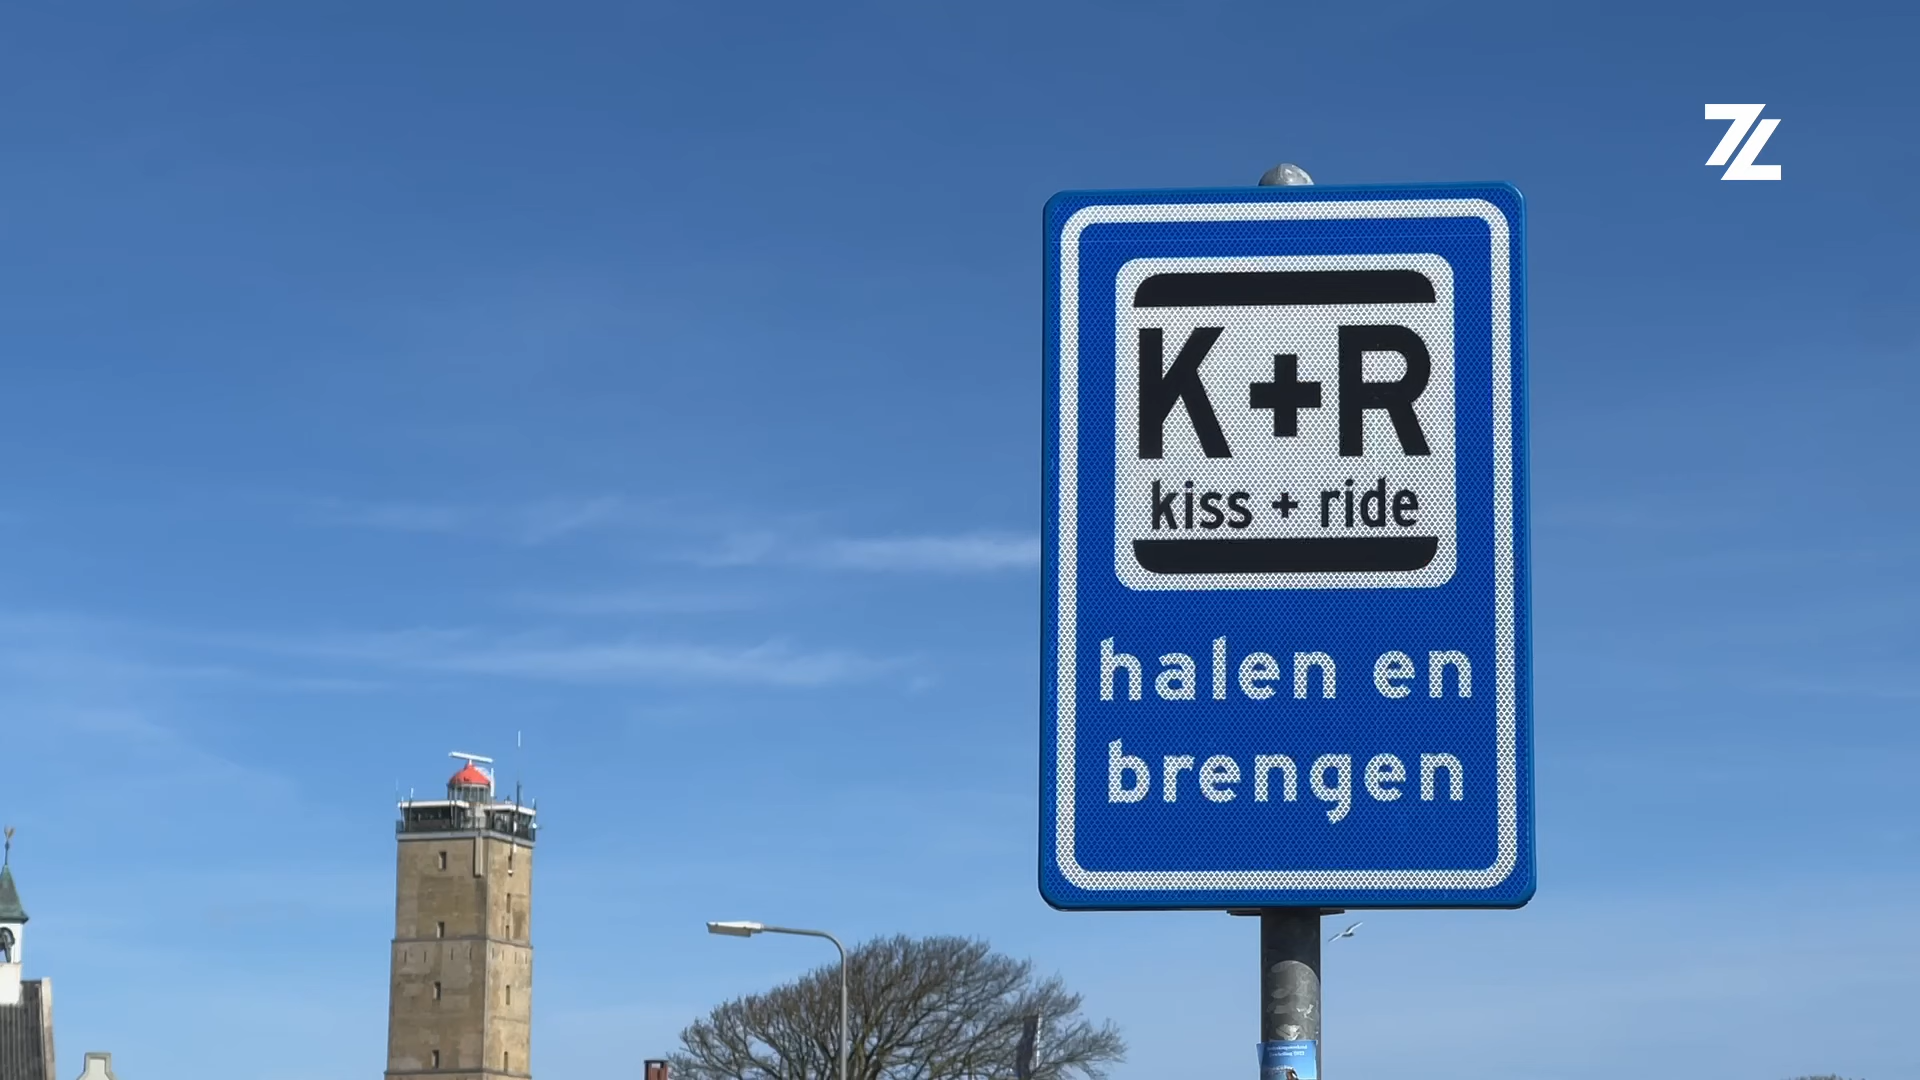 K+R
kiss + ride
halen en
brengen